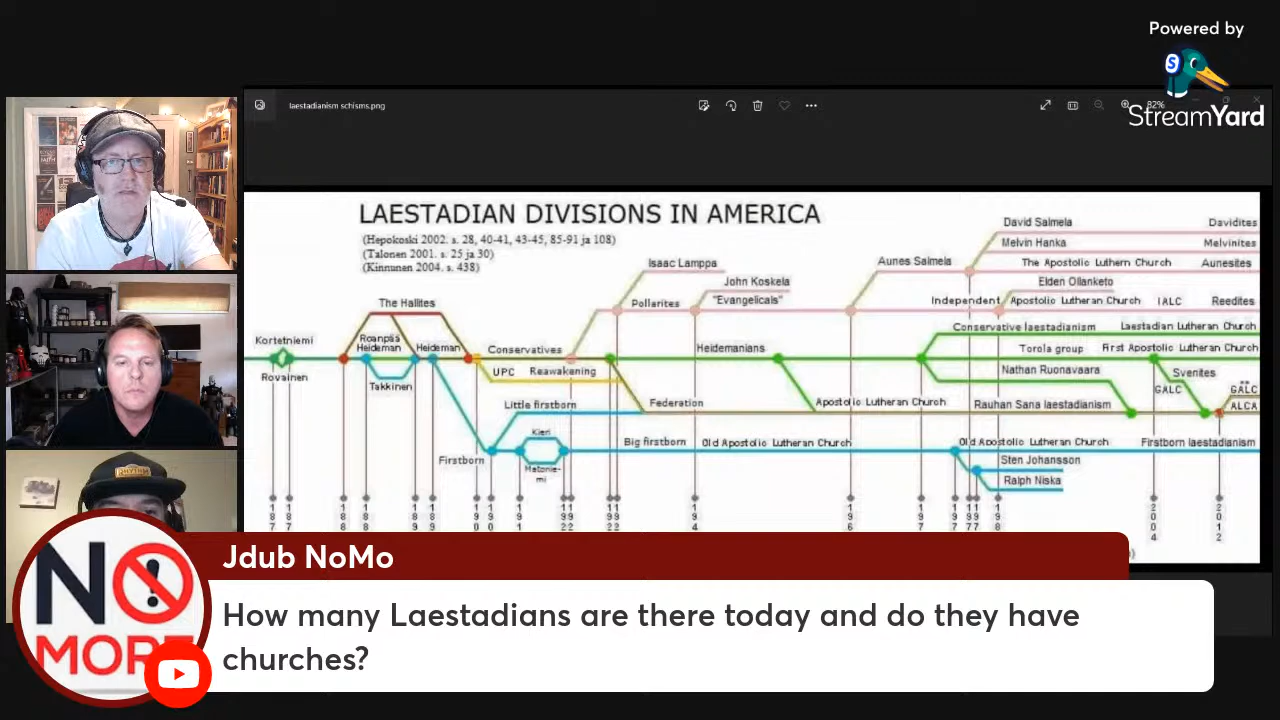 Powered by
StreamYard
laestadianism schisms.png
82%
LAESTADIAN DIVISIONS IN AMERICA
(Hepokoski 2002. s. 28, 40-41, 43-45, 85-91 ja 108)
(Talonen 2001. s. 25 ja 30)
(Kinnunen 2004. s. 438)
David Salmela
Davidites
Melvin Hanka
Melvinites
Isaac Lamppa
Aunes Salmela
The Apostolic Luthern Church
Aunesites
John Koskela
Elden Ollanketo
The Hallites
Pollarites
"Evangelicals"
Independent
Apostolic Lutheran Church
IALC
Reedites
Conservative laestadianism
Laestadian Lutheran Church
Kortetniemi
Heideman
Heideman
Conservatives
Heidemanians
Torola group
First Apostolic Lutheran Church
Rovainen
Takkinen
UPC
Reawakening
Nathan Ruonavaara
Svenites
GALC
GALC
Little firstborn
Federation
Apostolic Lutheran Church
Rauhan Sana laestadianism
ALCA
Kieri
Big firstborn
Old Apostolic Lutheran Church
Old Apostolic Lutheran Church
Firstborn laestadianism
Firstborn
Sten Johansson
Ralph Niska
2004
2012
NO
MORE
Jdub NoMo
How many Laestadians are there today and do they have
churches?